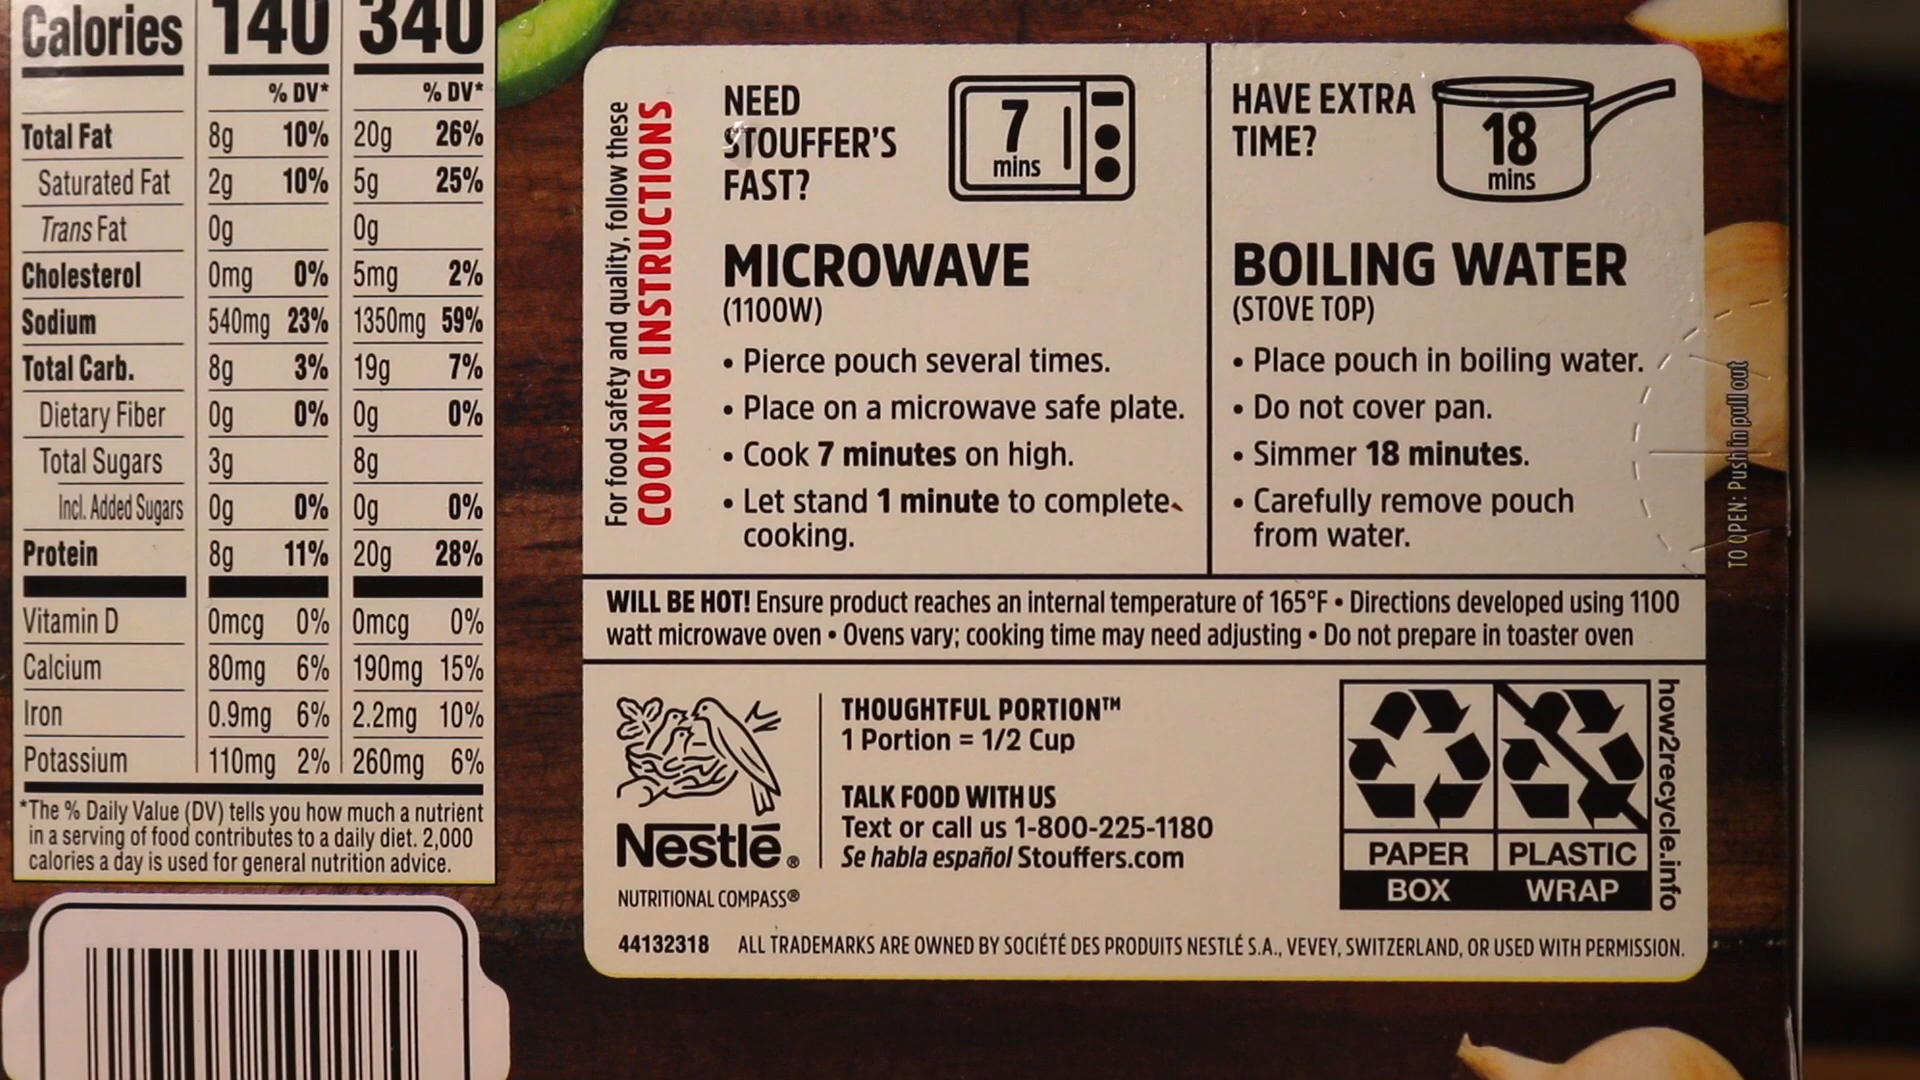 Calories 140 340
% DV* % DV*
Total Fat 8g 10% 20g 26%
Saturated Fat 2g 10% 5g 25%
Trans Fat 0g 0g
Cholesterol 0mg 0% 5mg 2%
Sodium 540mg 23% 1350mg 59%
Total Carb. 8g 3% 19g 7%
Dietary Fiber 0g 0% 0g 0%
Total Sugars 3g 8g
Incl. Added Sugars 0g 0% 0g 0%
Protein 8g 11% 20g 28%
Vitamin D 0mcg 0% 0mcg 0%
Calcium 80mg 6% 190mg 15%
Iron 0.9mg 6% 2.2mg 10%
Potassium 110mg 2% 260mg 6%
*The % Daily Value (DV) tells you how much a nutrient
in a serving of food contributes to a daily diet. 2,000
calories a day is used for general nutrition advice.
For food safety and quality, follow these
COOKING INSTRUCTIONS
NEED
STOUFFER'S
FAST?
7
mins
MICROWAVE
(1100W)
• Pierce pouch several times.
• Place on a microwave safe plate.
• Cook 7 minutes on high.
• Let stand 1 minute to complete
cooking.
HAVE EXTRA
TIME?
18
mins
BOILING WATER
(STOVE TOP)
• Place pouch in boiling water.
• Do not cover pan.
• Simmer 18 minutes.
• Carefully remove pouch
from water.
TO OPEN: Push in pull out
WILL BE HOT! Ensure product reaches an internal temperature of 165°F • Directions developed using 1100
watt microwave oven • Ovens vary; cooking time may need adjusting • Do not prepare in toaster oven
Nestlé®
NUTRITIONAL COMPASS®
THOUGHTFUL PORTION™
1 Portion = 1/2 Cup
TALK FOOD WITH US
Text or call us 1-800-225-1180
Se habla español Stouffers.com
PAPER
BOX
PLASTIC
WRAP
how2recycle.info
44132318 ALL TRADEMARKS ARE OWNED BY SOCIÉTÉ DES PRODUITS NESTLÉ S.A., VEVEY, SWITZERLAND, OR USED WITH PERMISSION.